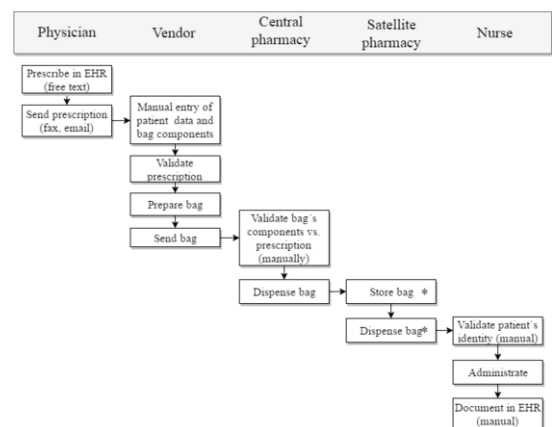 Physician
Vendor
Central
pharmacy
Satellite
pharmacy
Nurse
Prescribe in EHR
(free text)
Send prescription
(fax, email)
Manual entry of
patient data and
bag components
Validate
prescription
Prepare bag
Send bag
Validate bag´s
components vs.
prescription
(manually)
Dispense bag
Store bag *
Dispense bag*
Validate patient´s
identity (manual)
Administrate
Document in EHR
(manual)